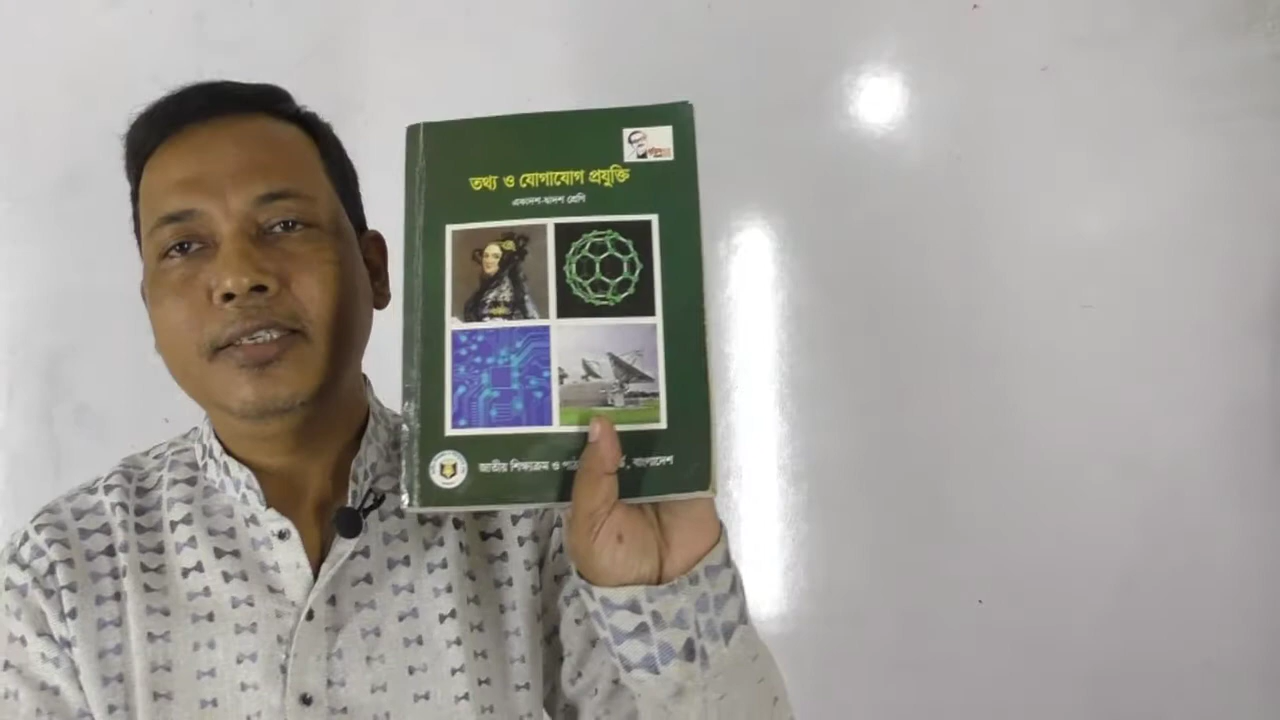 তথ্য ও যোগাযোগ প্রযুক্তি
একাদশ-দ্বাদশ শ্রেণি
জাতীয় শিক্ষাক্রম ও বাংলাদেশ